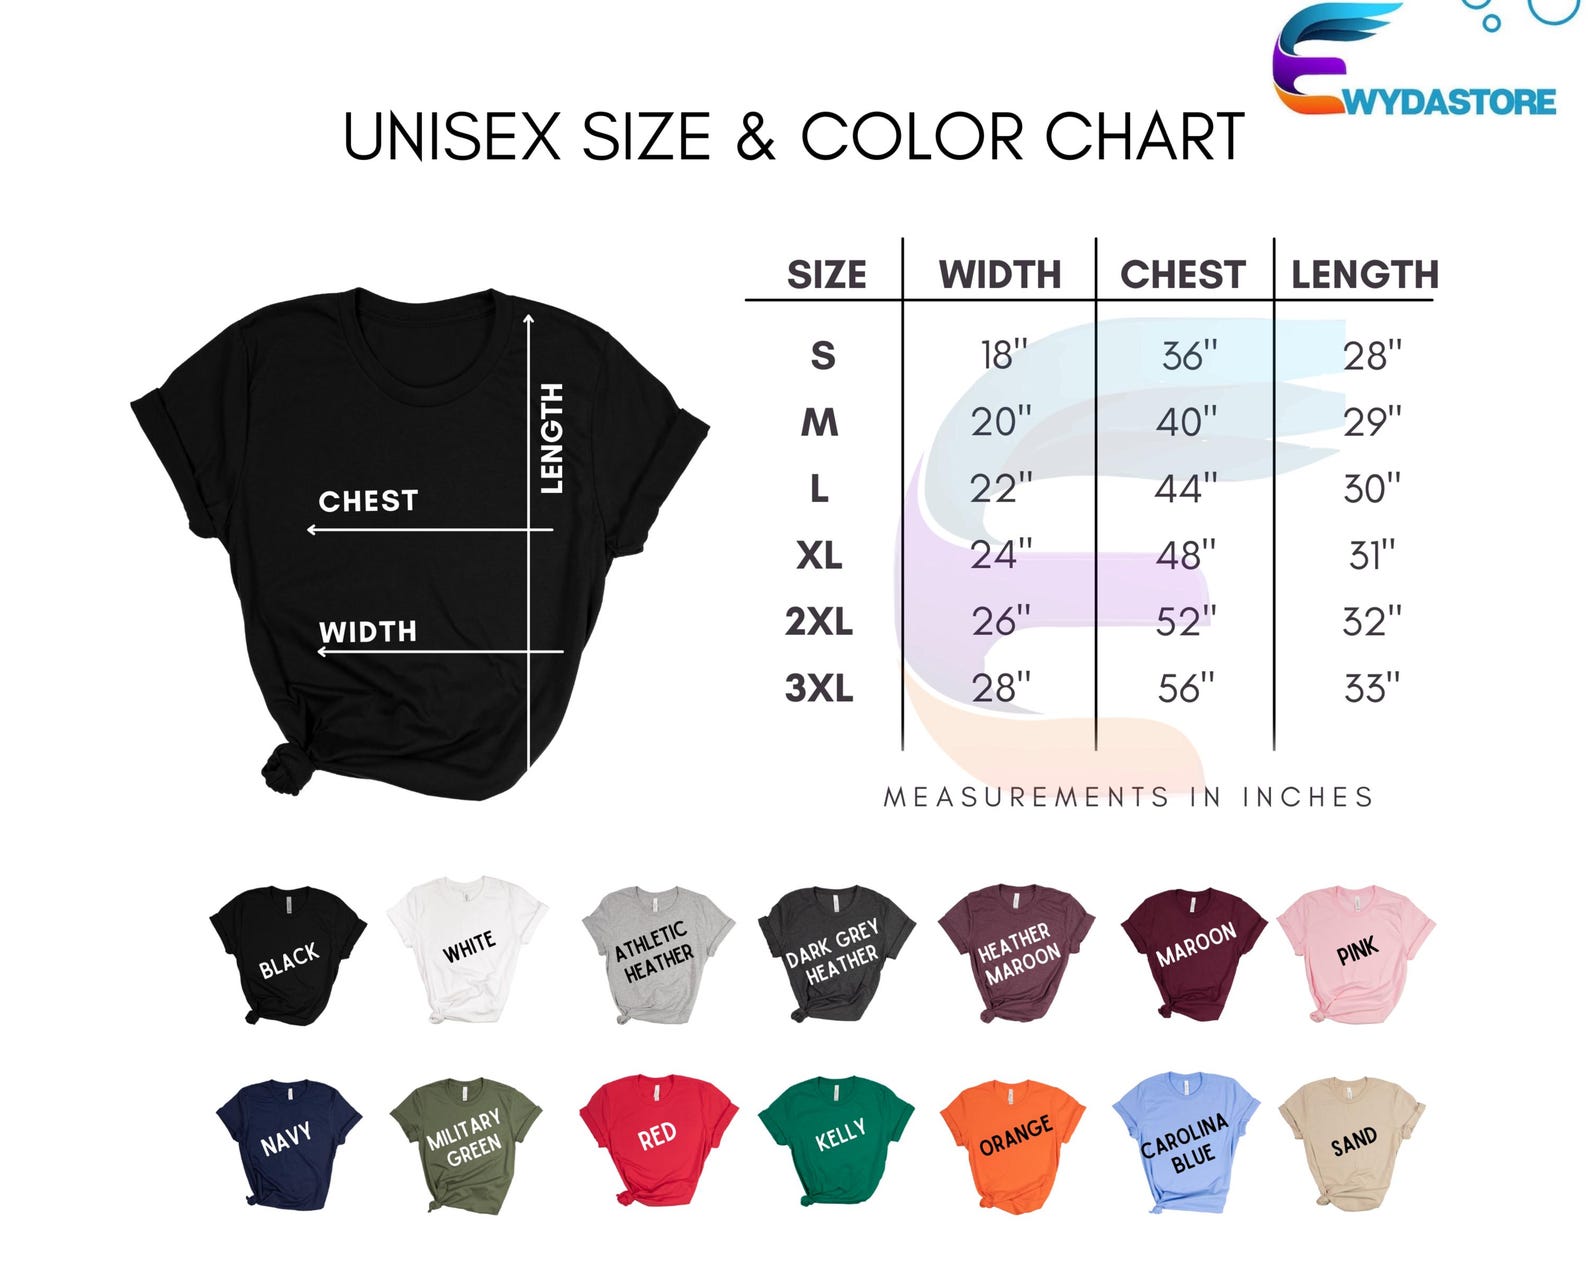 WYDASTORE
UNISEX SIZE & COLOR CHART
SIZE WIDTH CHEST LENGTH
S 18" 36" 28"
M 20" 40" 29"
L 22" 44" 30"
XL 24" 48" 31"
2XL 26" 52" 32"
3XL 28" 56" 33"
MEASUREMENTS IN INCHES
LENGTH
CHEST
WIDTH
BLACK
WHITE
ATHLETIC
HEATHER
DARK GREY
HEATHER
HEATHER
MAROON
MAROON
PINK
NAVY
MILITARY
GREEN
RED
KELLY
ORANGE
CAROLINA
BLUE
SAND